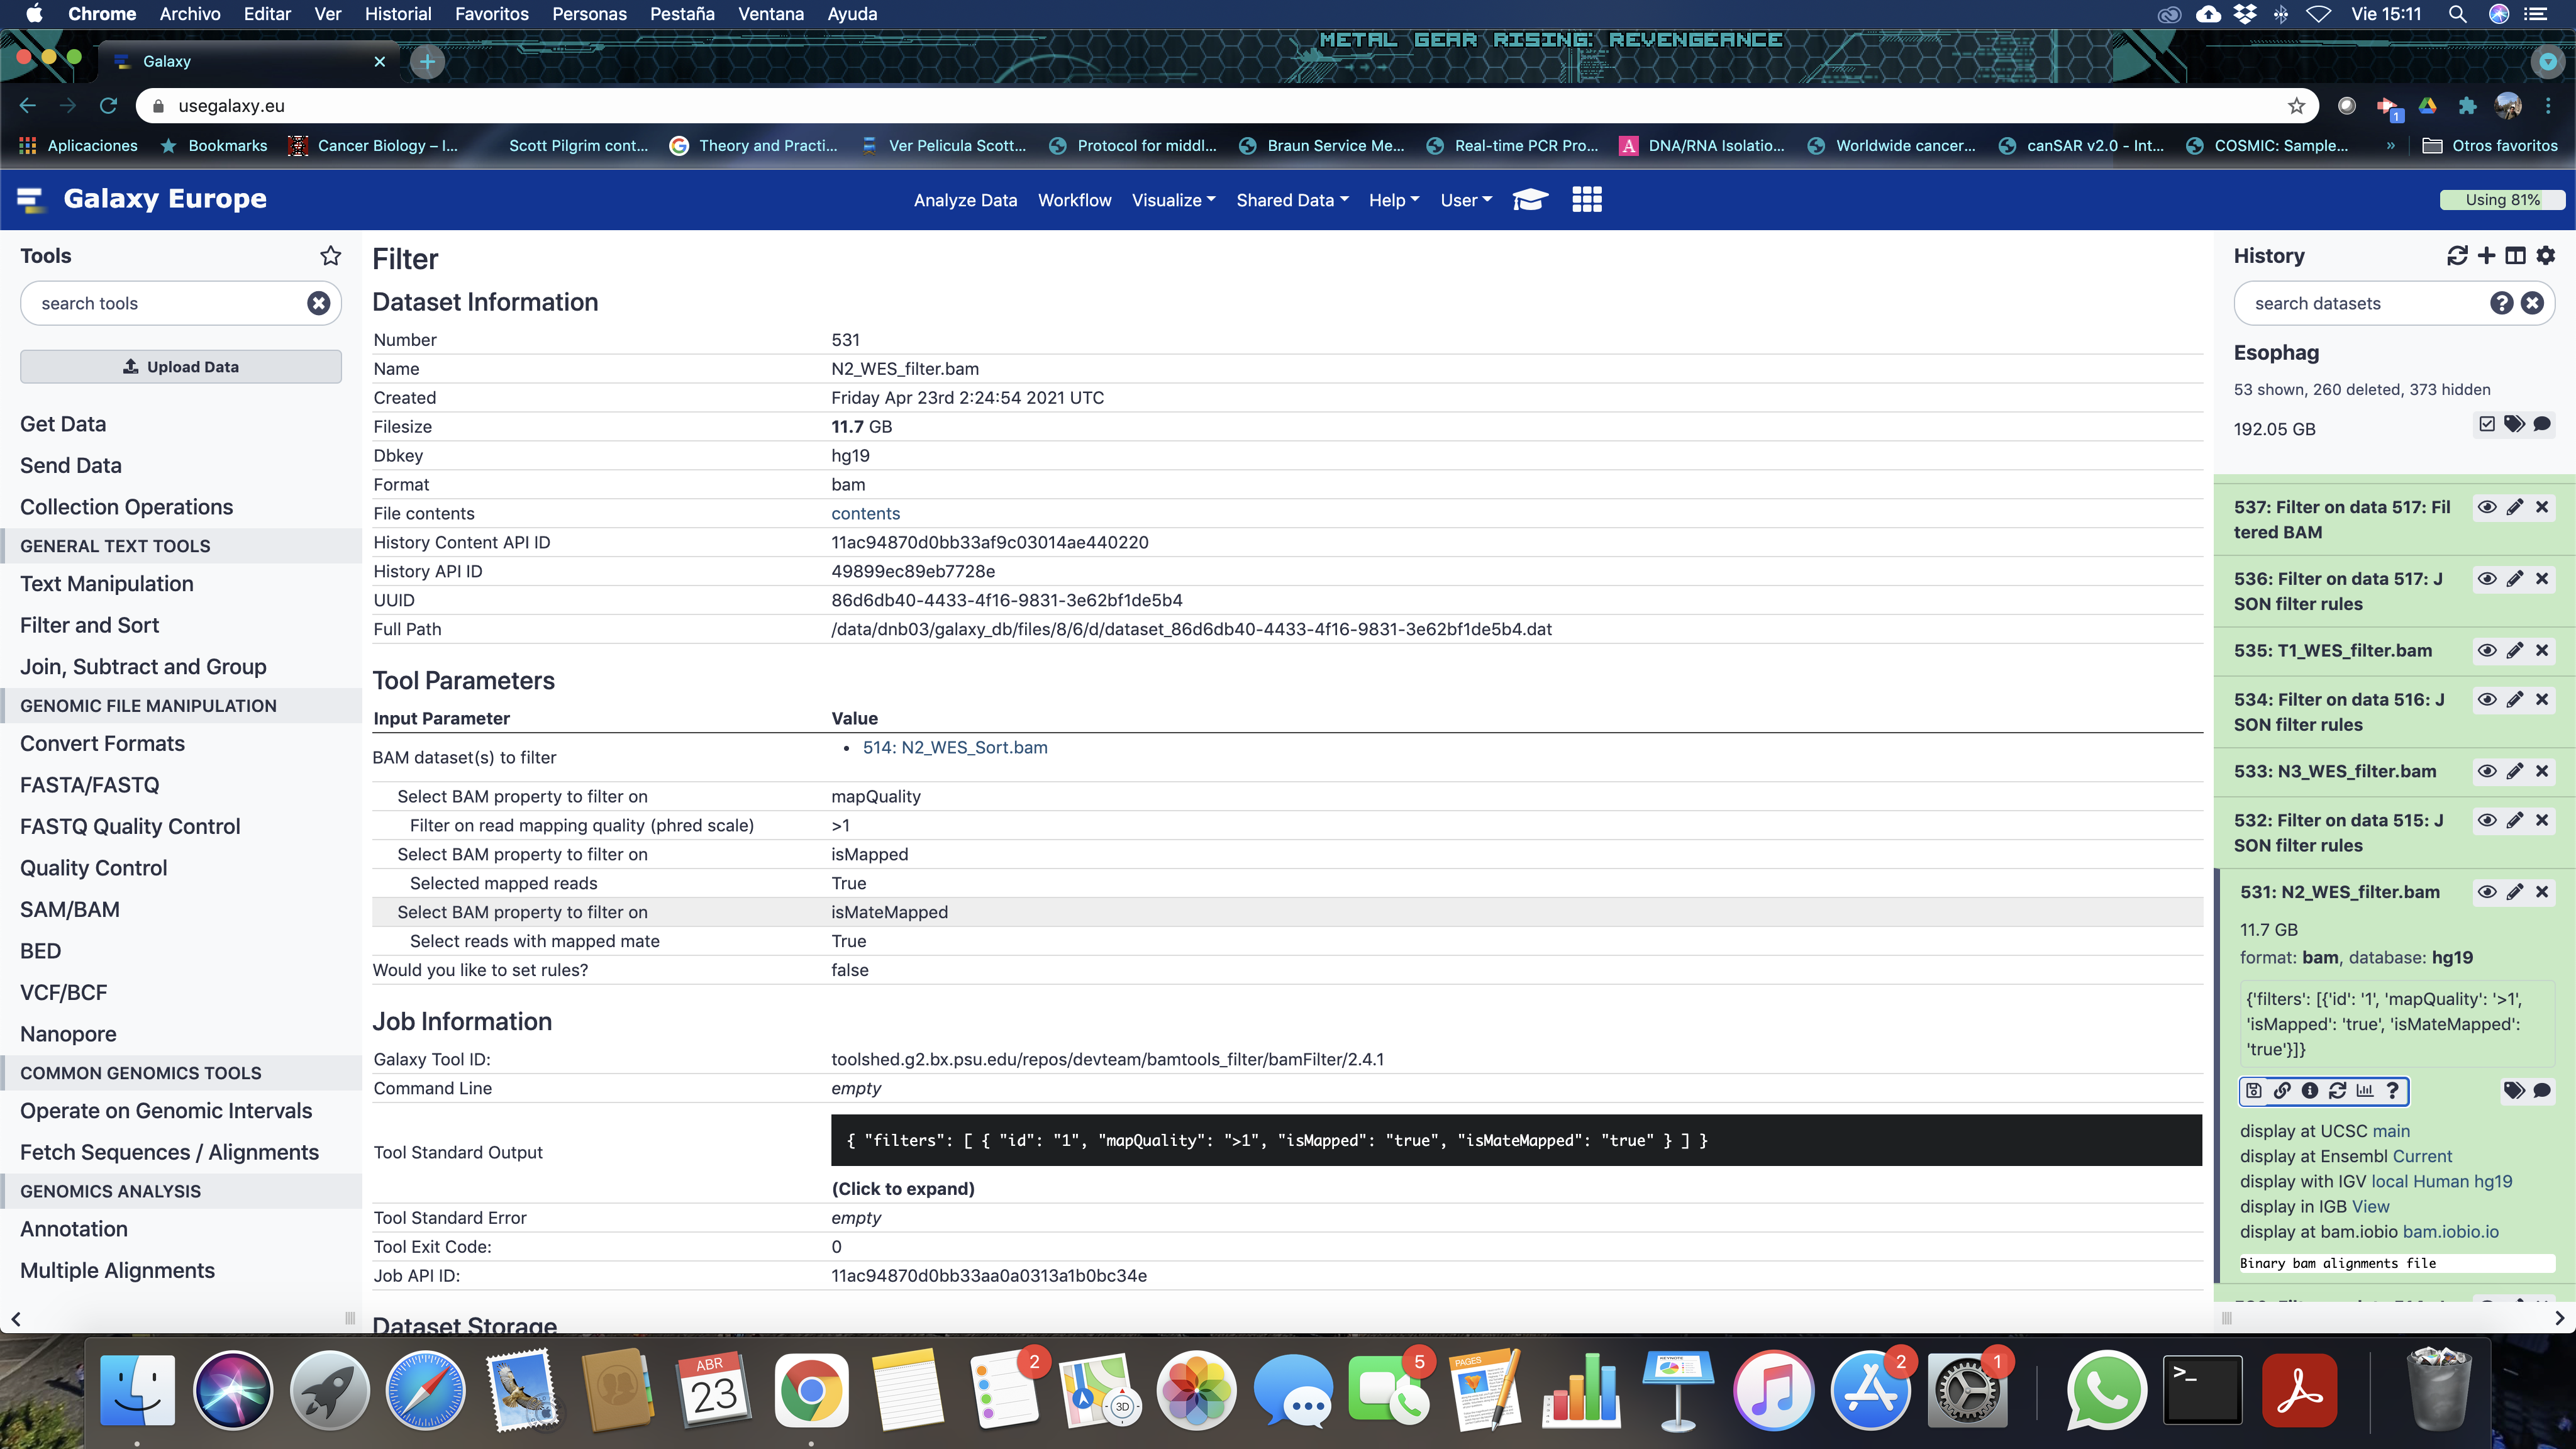 Chrome Archivo Editar Ver Historial Favoritos Personas Pestaña Ventana Ayuda Vie 15:11
METAL GEAR RISING: REVENGEANCE
Galaxy
usegalaxy.eu
1
Aplicaciones Bookmarks Cancer Biology – I... Scott Pilgrim cont... Theory and Practi... Ver Pelicula Scott... Protocol for middl... Braun Service Me... Real-time PCR Pro... A DNA/RNA Isolatio... Worldwide cancer... canSAR v2.0 - Int... COSMIC: Sample... » Otros favoritos
Galaxy Europe Analyze Data Workflow Visualize Shared Data Help User Using 81%
Tools
search tools
Upload Data
Get Data
Send Data
Collection Operations
GENERAL TEXT TOOLS
Text Manipulation
Filter and Sort
Join, Subtract and Group
GENOMIC FILE MANIPULATION
Convert Formats
FASTA/FASTQ
FASTQ Quality Control
Quality Control
SAM/BAM
BED
VCF/BCF
Nanopore
COMMON GENOMICS TOOLS
Operate on Genomic Intervals
Fetch Sequences / Alignments
GENOMICS ANALYSIS
Annotation
Multiple Alignments
Filter
Dataset Information
Number 531
Name N2_WES_filter.bam
Created Friday Apr 23rd 2:24:54 2021 UTC
Filesize 11.7 GB
Dbkey hg19
Format bam
File contents contents
History Content API ID 11ac94870d0bb33af9c03014ae440220
History API ID 49899ec89eb7728e
UUID 86d6db40-4433-4f16-9831-3e62bf1de5b4
Full Path /data/dnb03/galaxy_db/files/8/6/d/dataset_86d6db40-4433-4f16-9831-3e62bf1de5b4.dat
Tool Parameters
Input Parameter Value
BAM dataset(s) to filter • 514: N2_WES_Sort.bam
Select BAM property to filter on mapQuality
Filter on read mapping quality (phred scale) >1
Select BAM property to filter on isMapped
Selected mapped reads True
Select BAM property to filter on isMateMapped
Select reads with mapped mate True
Would you like to set rules? false
Job Information
Galaxy Tool ID: toolshed.g2.bx.psu.edu/repos/devteam/bamtools_filter/bamFilter/2.4.1
Command Line empty
Tool Standard Output { "filters": [ { "id": "1", "mapQuality": ">1", "isMapped": "true", "isMateMapped": "true" } ] }
(Click to expand)
Tool Standard Error empty
Tool Exit Code: 0
Job API ID: 11ac94870d0bb33aa0a0313a1b0bc34e
Dataset Storage
History
search datasets
Esophag
53 shown, 260 deleted, 373 hidden
192.05 GB
537: Filter on data 517: Fil
tered BAM
536: Filter on data 517: J
SON filter rules
535: T1_WES_filter.bam
534: Filter on data 516: J
SON filter rules
533: N3_WES_filter.bam
532: Filter on data 515: J
SON filter rules
531: N2_WES_filter.bam
11.7 GB
format: bam, database: hg19
{'filters': [{'id': '1', 'mapQuality': '>1',
'isMapped': 'true', 'isMateMapped':
'true'}]}
display at UCSC main
display at Ensembl Current
display with IGV local Human hg19
display in IGB View
display at bam.iobio bam.iobio.io
Binary bam alignments file
ABR
23
2
3D
5
PAGES
KEYNOTE
2
1
>_